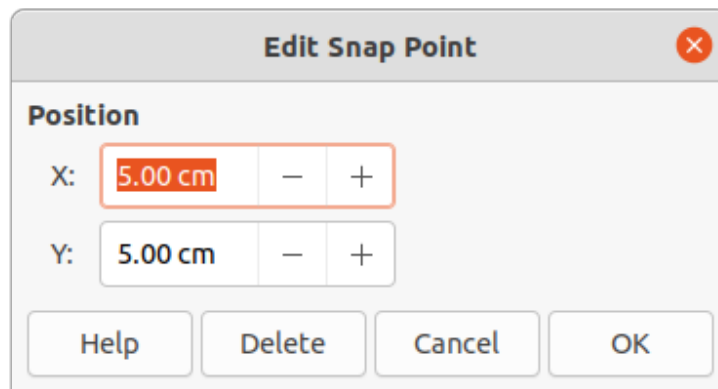 Edit Snap Point
Position
X: 5.00 cm
Y: 5.00 cm
Help Delete Cancel OK